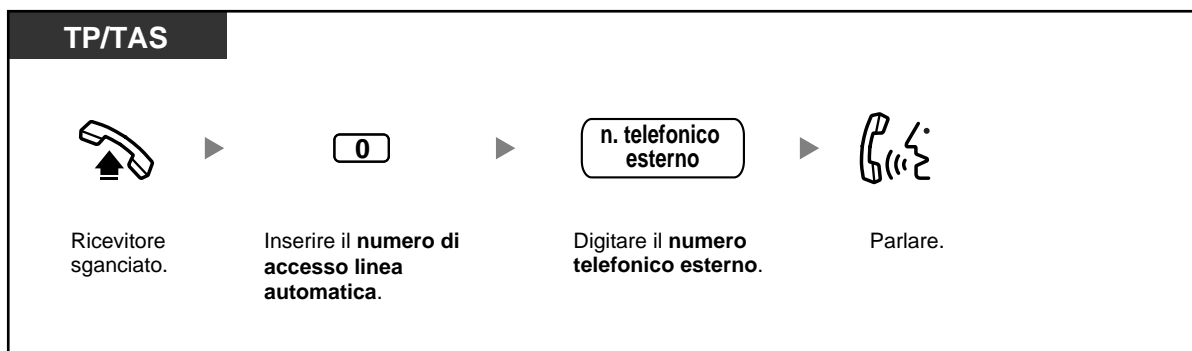 TP/TAS
0
n. telefonico
esterno
Ricevitore
sganciato.
Inserire il numero di
accesso linea
automatica.
Digitare il numero
telefonico esterno.
Parlare.